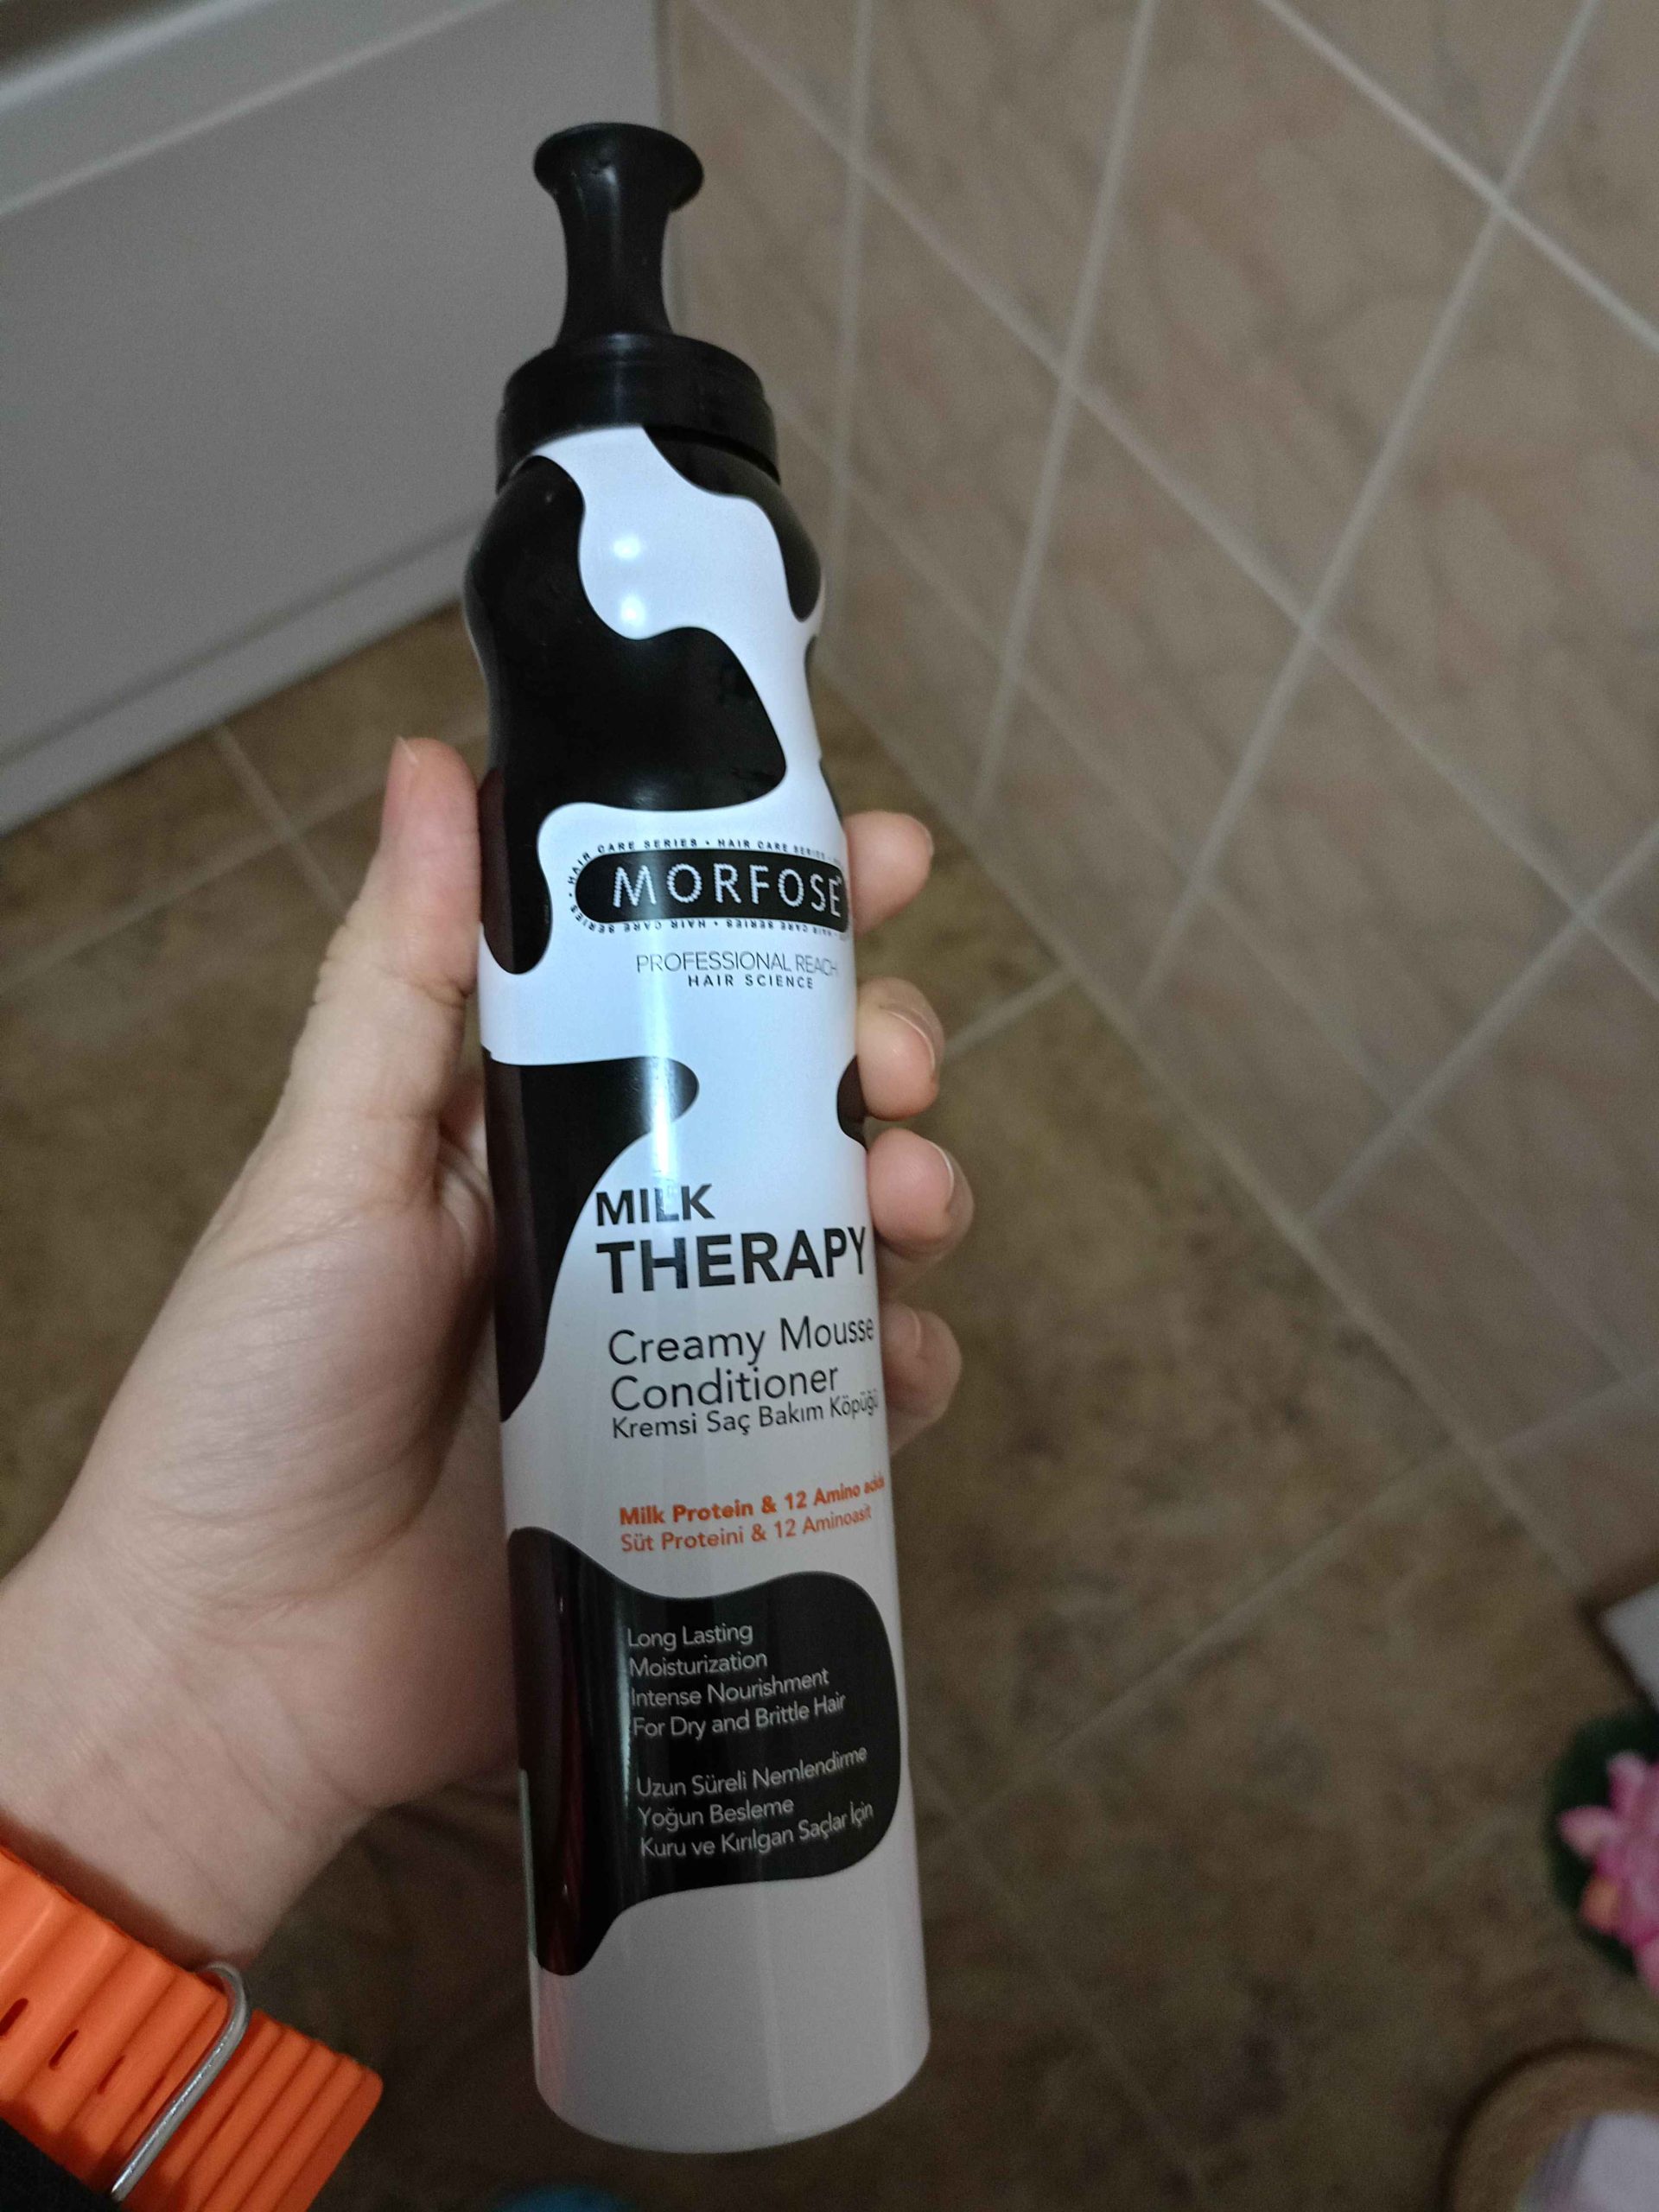 HAIR CARE SERIES • HAIR CARE SERIES
MORFOSE
HAIR CARE SERIES • HAIR CARE SERIES
PROFESSIONAL REACH
HAIR SCIENCE
MILK
THERAPY
Creamy Mousse
Conditioner
Kremsi Saç Bakım Köpüğü
Milk Protein & 12 Amino acids
Süt Proteini & 12 Aminoasit
Long Lasting
Moisturization
Intense Nourishment
For Dry and Brittle Hair
Uzun Süreli Nemlendirme
Yoğun Besleme
Kuru ve Kırılgan Saçlar İçin